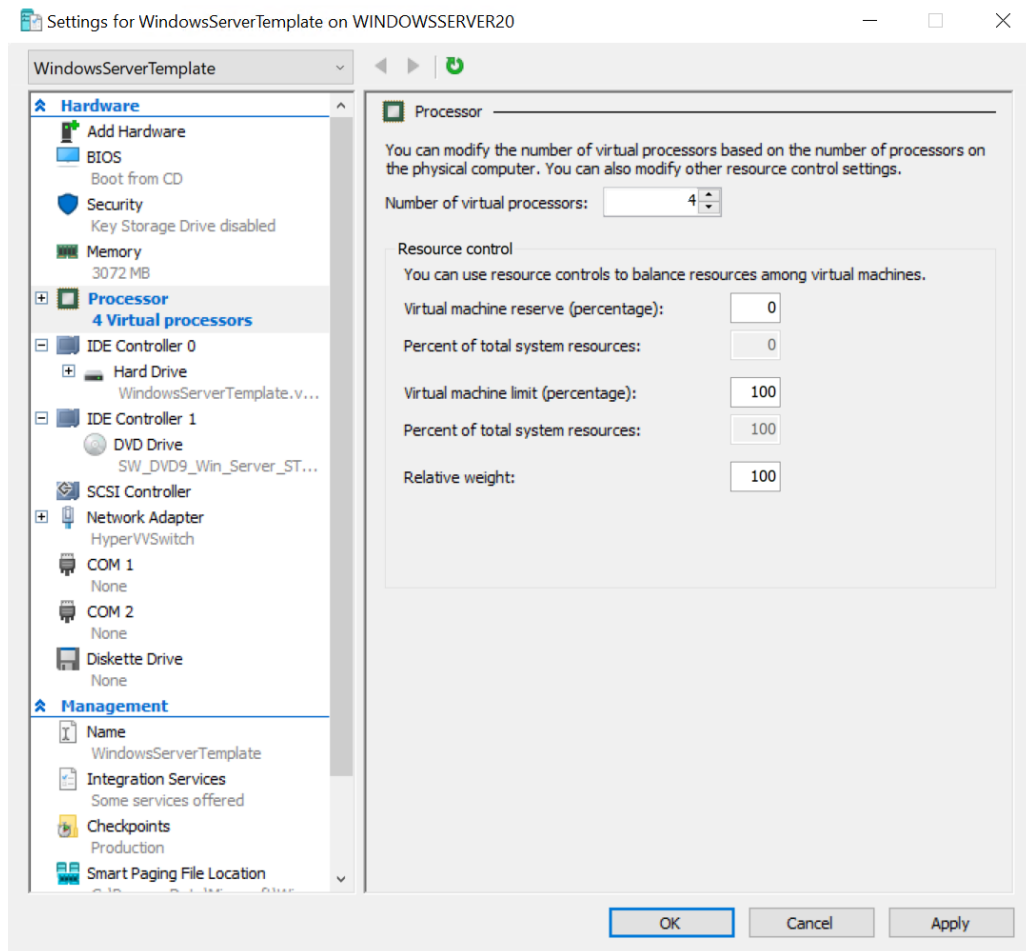 Settings for WindowsServerTemplate on WINDOWSSERVER20
WindowsServerTemplate
Hardware
Add Hardware
BIOS
Boot from CD
Security
Key Storage Drive disabled
Memory
3072 MB
Processor
4 Virtual processors
IDE Controller 0
Hard Drive
WindowsServerTemplate.v...
IDE Controller 1
DVD Drive
SW_DVD9_Win_Server_ST...
SCSI Controller
Network Adapter
HyperVVSwitch
COM 1
None
COM 2
None
Diskette Drive
None
Management
Name
WindowsServerTemplate
Integration Services
Some services offered
Checkpoints
Production
Smart Paging File Location
Processor
You can modify the number of virtual processors based on the number of processors on
the physical computer. You can also modify other resource control settings.
Number of virtual processors: 4
Resource control
You can use resource controls to balance resources among virtual machines.
Virtual machine reserve (percentage): 0
Percent of total system resources: 0
Virtual machine limit (percentage): 100
Percent of total system resources: 100
Relative weight: 100
OK Cancel Apply